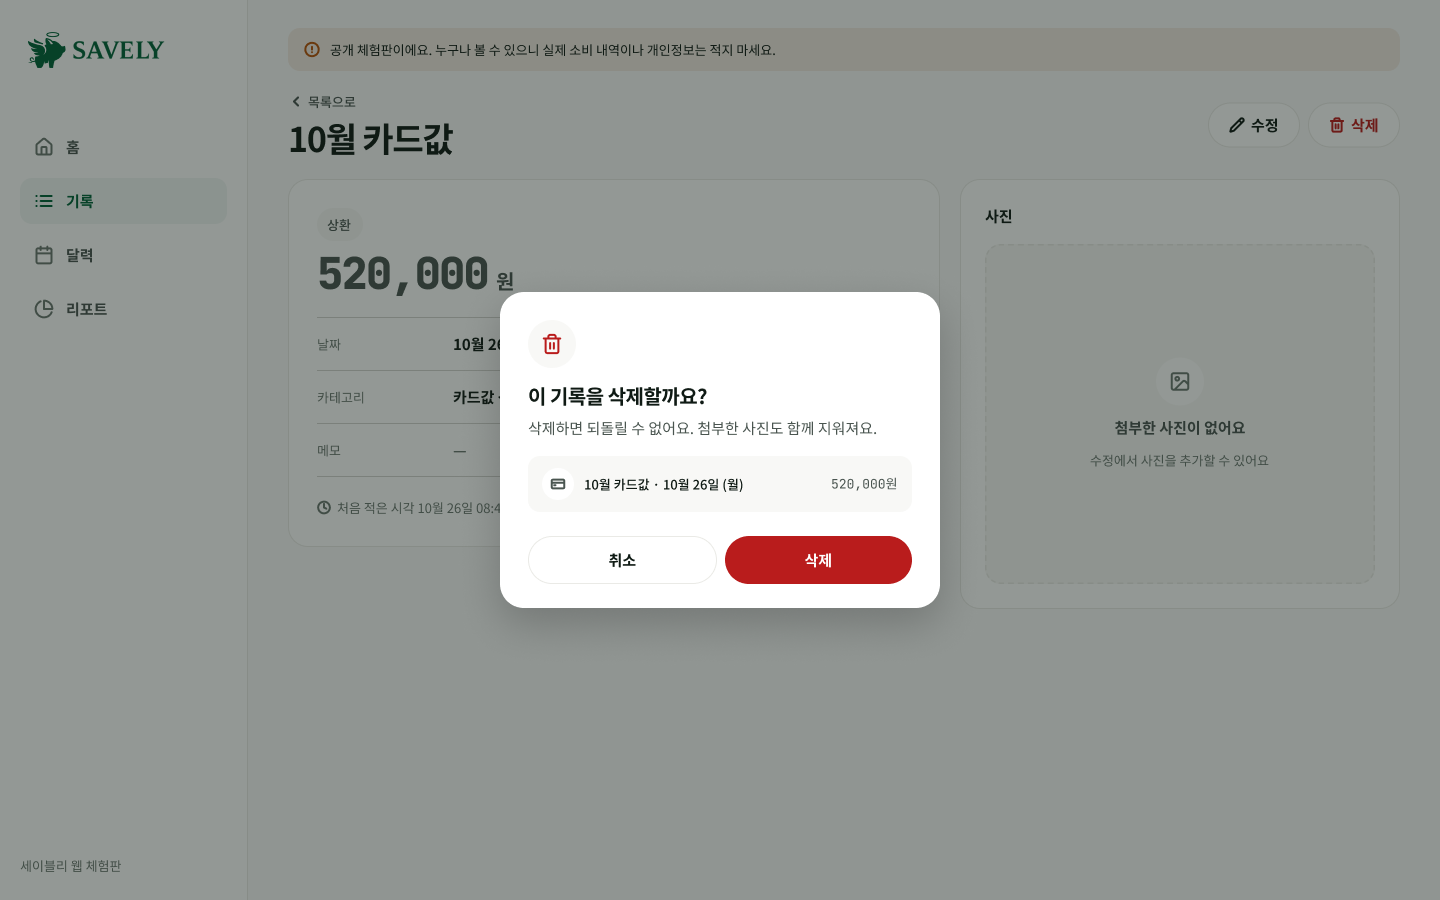 SAVELY
홈
기록
달력
리포트
세이블리 웹 체험판
공개 체험판이에요. 누구나 볼 수 있으니 실제 소비 내역이나 개인정보는 적지 마세요.
목록으로
10월 카드값
수정
삭제
상환
520,000 원
날짜
10월 26
카테고리
카드값
메모
—
처음 적은 시각 10월 26일 08:4
사진
첨부한 사진이 없어요
수정에서 사진을 추가할 수 있어요
이 기록을 삭제할까요?
삭제하면 되돌릴 수 없어요. 첨부한 사진도 함께 지워져요.
10월 카드값 · 10월 26일 (월)
520,000원
취소
삭제